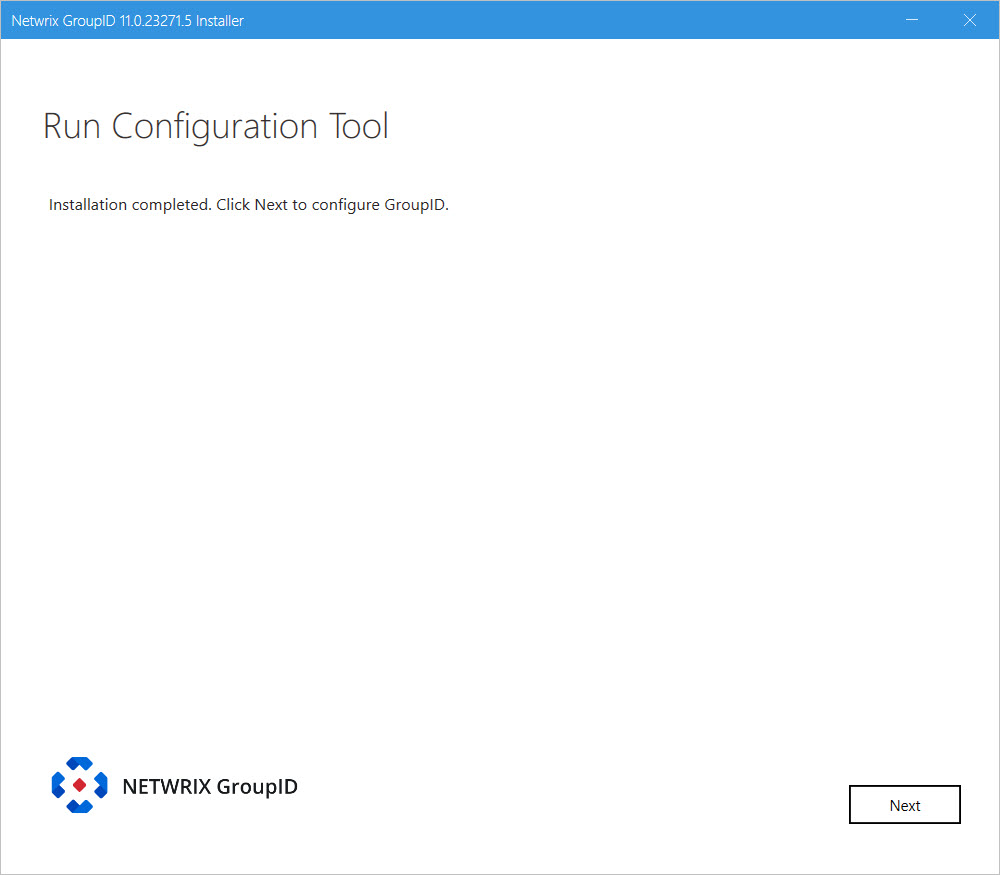 Netwrix GroupID 11.0.23271.5 Installer
Run Configuration Tool
Installation completed. Click Next to configure GroupID.
NETWRIX GroupID
Next